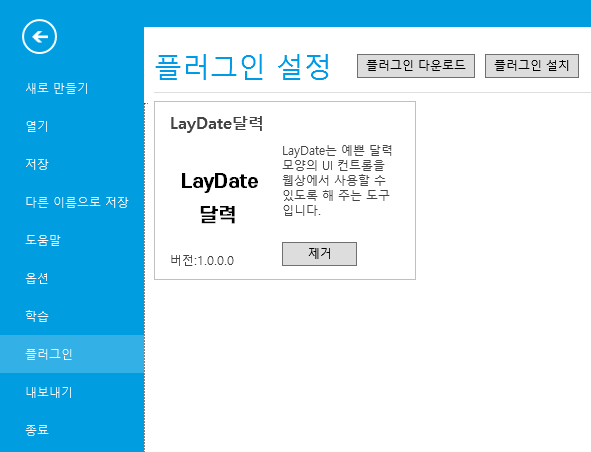 새로 만들기
열기
저장
다른 이름으로 저장
도움말
옵션
학습
플러그인
내보내기
종료
플러그인 설정
플러그인 다운로드
플러그인 설치
LayDate달력
LayDate
달력
LayDate는 예쁜 달력
모양의 UI 컨트롤을
웹상에서 사용할 수
있도록 해 주는 도구
입니다.
버전:1.0.0.0
제거